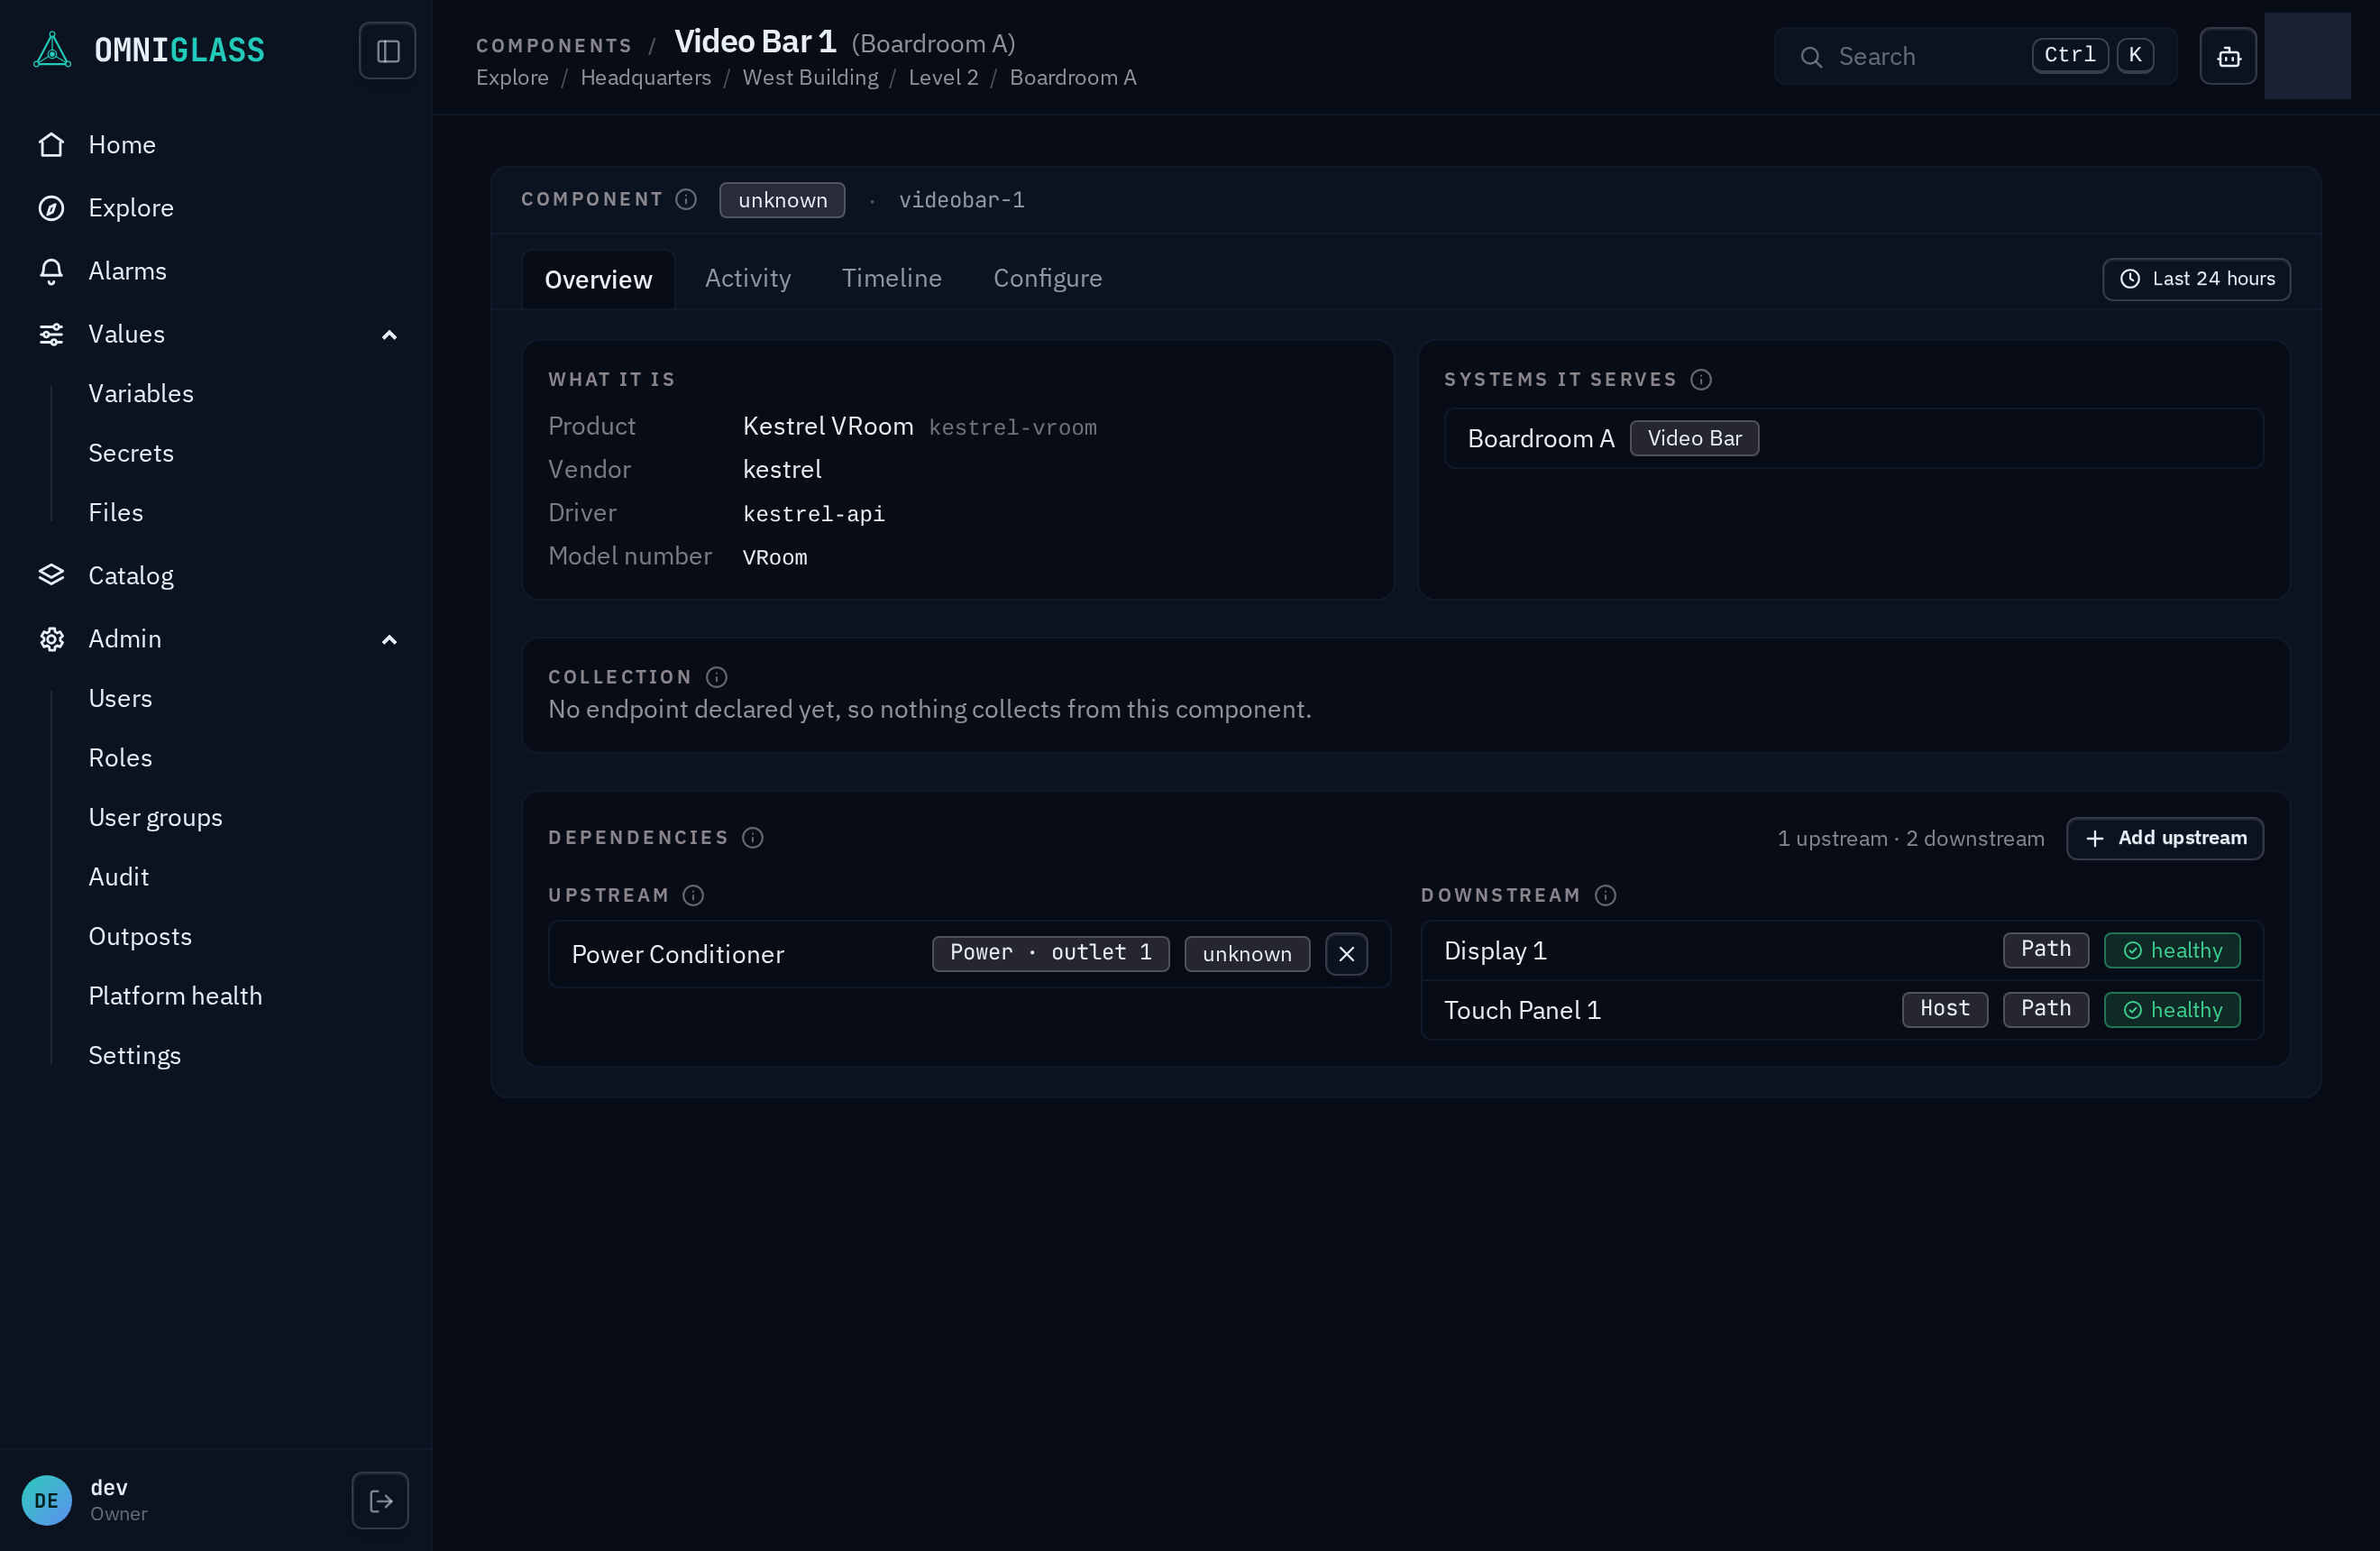 OMNIGLASS
COMPONENTS / Video Bar 1 (Boardroom A)
Explore / Headquarters / West Building / Level 2 / Boardroom A
Search Ctrl K
Home
Explore
Alarms
Values
Variables
Secrets
Files
Catalog
Admin
Users
Roles
User groups
Audit
Outposts
Platform health
Settings
DE dev
Owner
COMPONENT unknown · videobar-1
Overview Activity Timeline Configure Last 24 hours
WHAT IT IS
Product Kestrel VRoom kestrel-vroom
Vendor kestrel
Driver kestrel-api
Model number VRoom
SYSTEMS IT SERVES
Boardroom A Video Bar
COLLECTION
No endpoint declared yet, so nothing collects from this component.
DEPENDENCIES 1 upstream · 2 downstream Add upstream
UPSTREAM
Power Conditioner Power · outlet 1 unknown
DOWNSTREAM
Display 1 Path healthy
Touch Panel 1 Host Path healthy